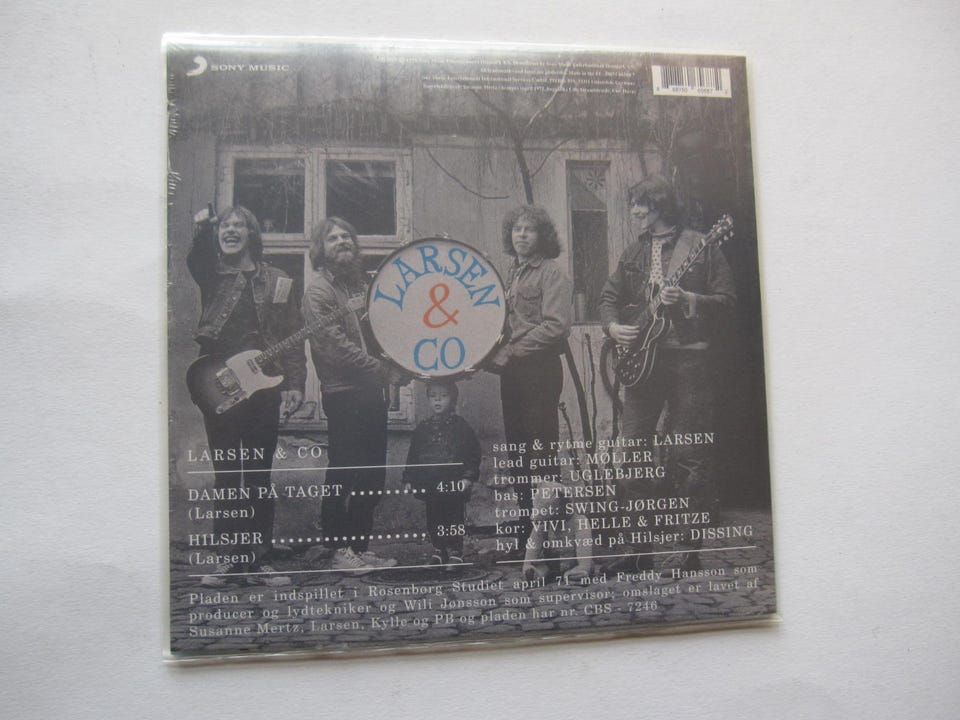 SONY MUSIC
LARSEN
&
CO
LARSEN & CO
DAMEN PÅ TAGET .......... 4:10
(Larsen)
HILSJER .................. 3:58
(Larsen)
sang & rytme guitar: LARSEN
lead guitar: MØLLER
trommer: UGLEBJERG
bas: PETERSEN
trompet: SWING-JØRGEN
kor: VIVI, HELLE & FRITZE
hyl & omkvæd på Hilsjer: DISSING
Pladen er indspillet i Rosenborg Studiet april 71 med Freddy Hansson som
producer og lydtekniker og Wili Jønsson som supervisor; omslaget er lavet af
Susanne Mertz, Larsen, Kylle og PB og pladen har nr. CBS - 7246